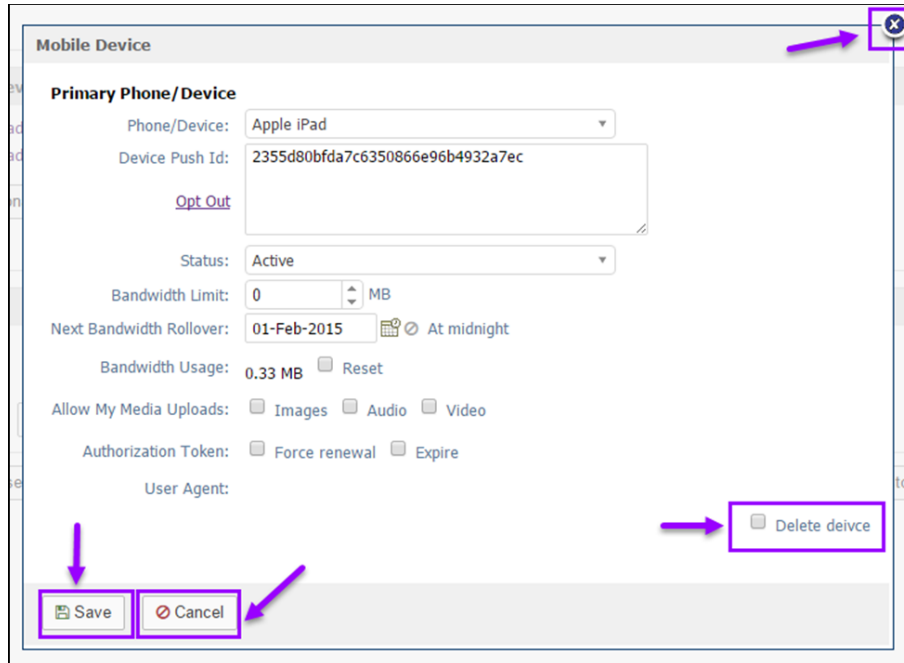 Mobile Device
Primary Phone/Device
Phone/Device: Apple iPad
Device Push Id: 2355d80bfda7c6350866e96b4932a7ec
Opt Out
Status: Active
Bandwidth Limit: 0 MB
Next Bandwidth Rollover: 01-Feb-2015 At midnight
Bandwidth Usage: 0.33 MB Reset
Allow My Media Uploads: Images Audio Video
Authorization Token: Force renewal Expire
User Agent:
Delete deivce
Save Cancel